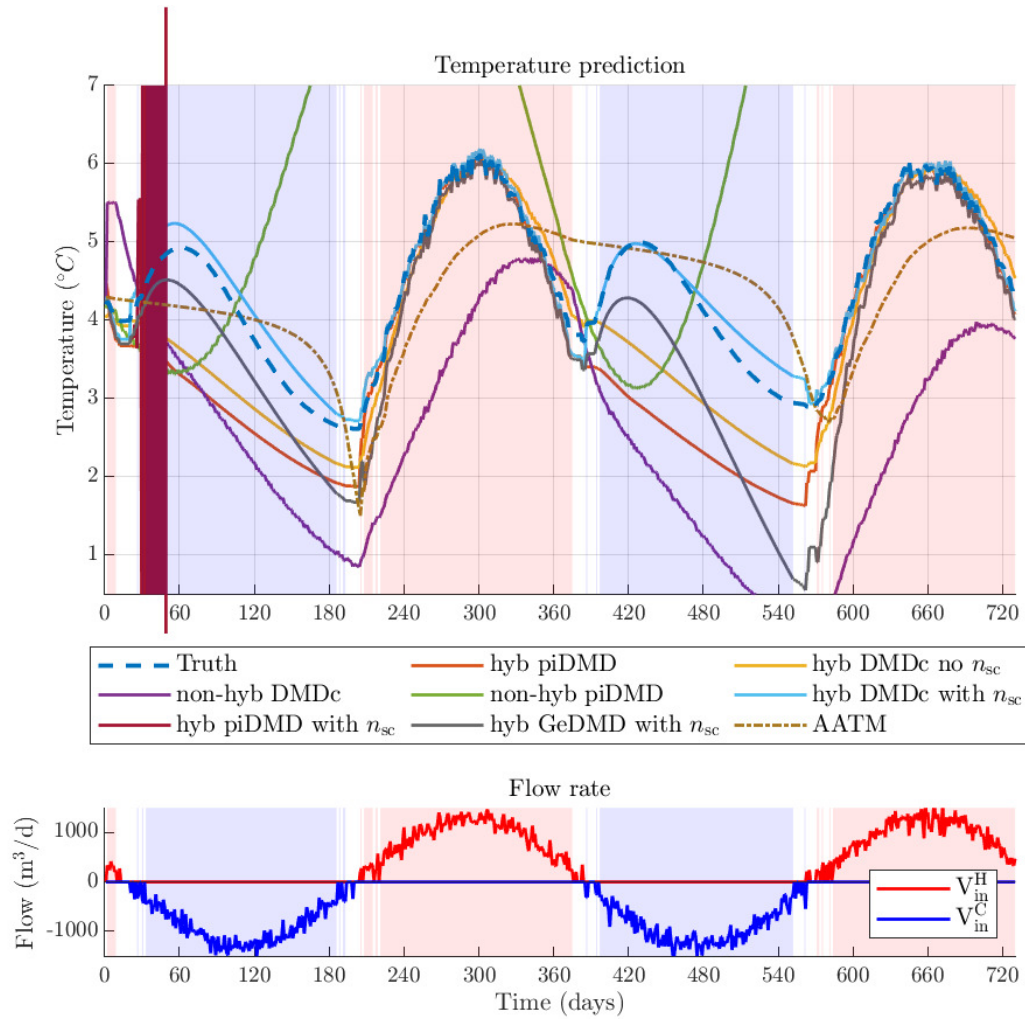 Temperature prediction
7
6
5
4
3
2
1
Temperature (°C)
0 60 120 180 240 300 360 420 480 540 600 660 720
Truth hyb piDMD hyb DMDc no n_sc
non-hyb DMDc non-hyb piDMD hyb DMDc with n_sc
hyb piDMD with n_sc hyb GeDMD with n_sc AATM
Flow rate
1000
0
-1000
Flow (m³/d)
V_in^H
V_in^C
0 60 120 180 240 300 360 420 480 540 600 660 720
Time (days)